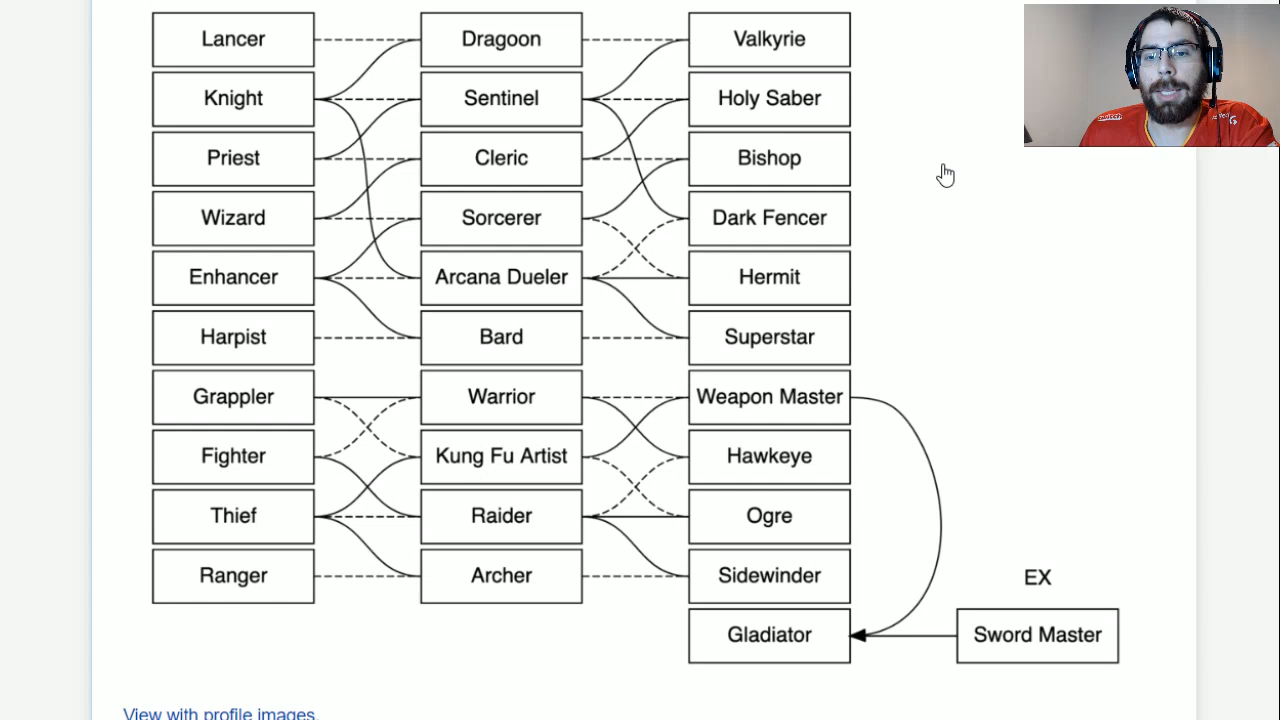 Lancer
Dragoon
Valkyrie
Knight
Sentinel
Holy Saber
Priest
Cleric
Bishop
Wizard
Sorcerer
Dark Fencer
Enhancer
Arcana Dueler
Hermit
Harpist
Bard
Superstar
Grappler
Warrior
Weapon Master
Fighter
Kung Fu Artist
Hawkeye
Thief
Raider
Ogre
Ranger
Archer
Sidewinder
EX
Gladiator
Sword Master
View with profile images.